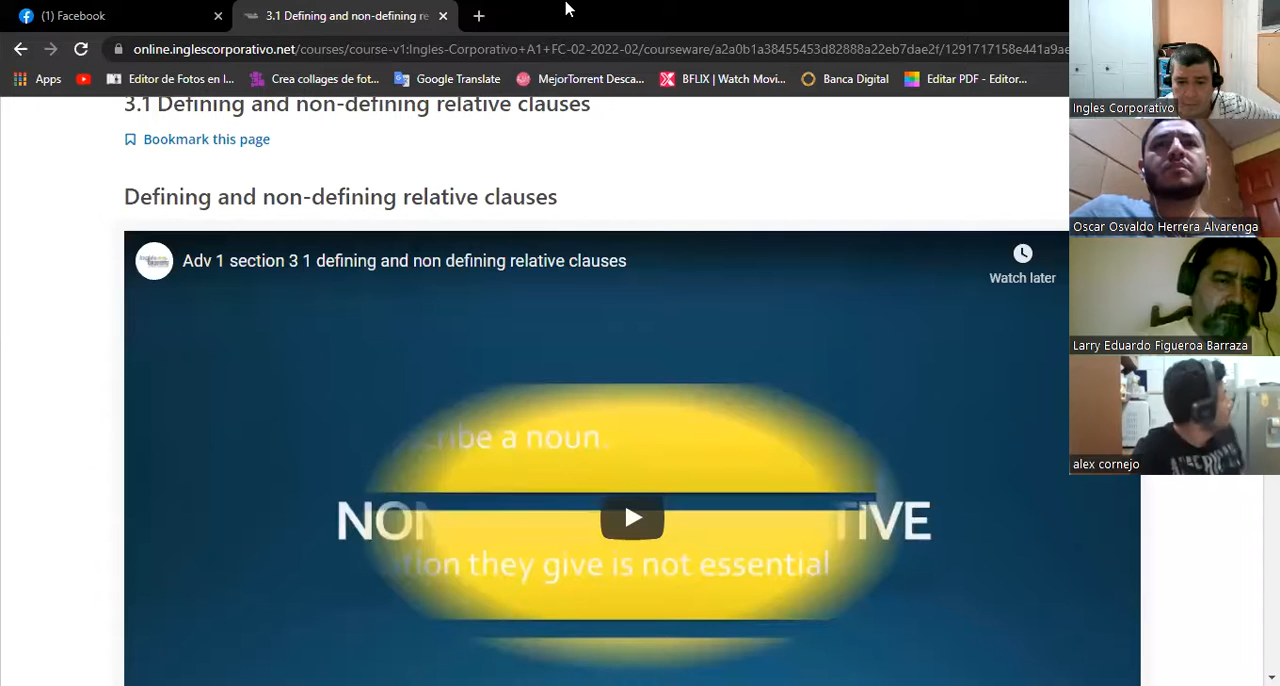 (1) Facebook
3.1 Defining and non-defining re
online.inglescorporativo.net/courses/course-v1:Ingles-Corporativo+A1+FC-02-2022-02/courseware/a2a0b1a38455453d82888a22eb7dae2f/1291717158e441a9ae
Apps
Editor de Fotos en l...
Crea collages de fot...
Google Translate
MejorTorrent Desca...
BFLIX | Watch Movi...
Banca Digital
Editar PDF - Editor...
3.1 Defining and non-defining relative clauses
Bookmark this page
Defining and non-defining relative clauses
Adv 1 section 3 1 defining and non defining relative clauses
Watch later
a noun.
they give is not essential
Ingles Corporativo
Oscar Osvaldo Herrera Alvarenga
Larry Eduardo Figueroa Barraza
alex cornejo